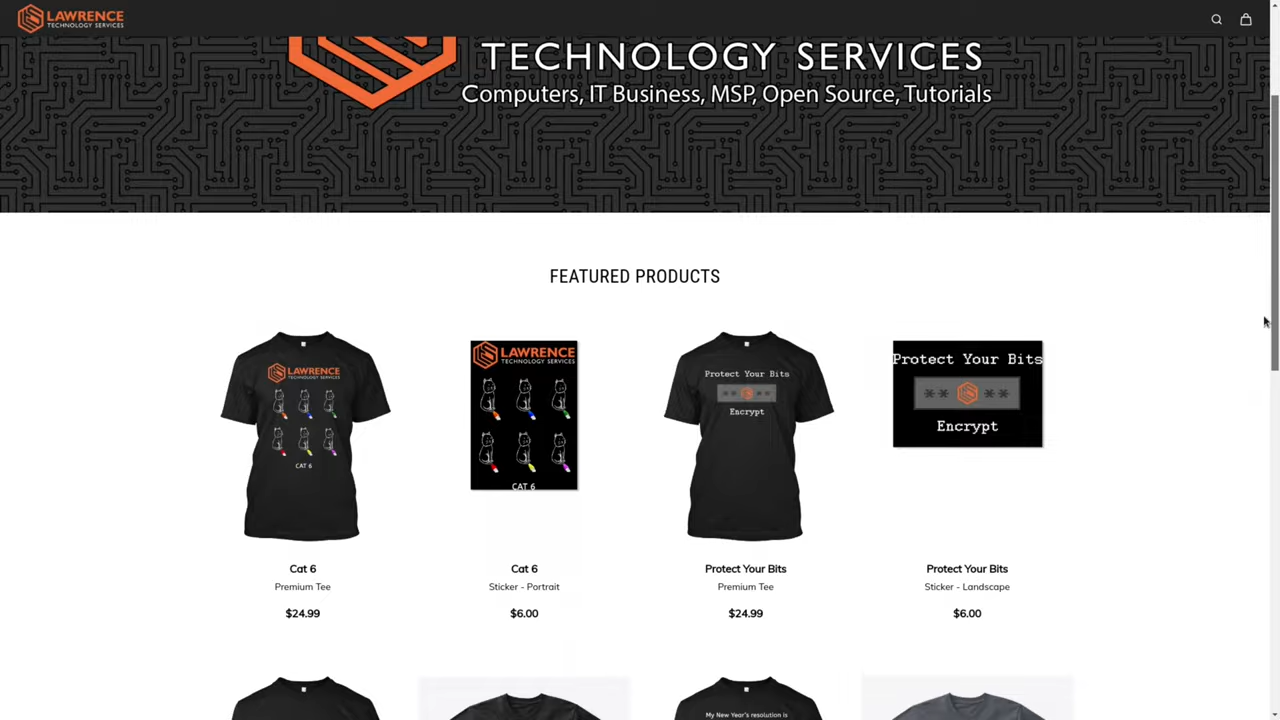 LAWRENCE
TECHNOLOGY SERVICES
TECHNOLOGY SERVICES
Computers, IT Business, MSP, Open Source, Tutorials
FEATURED PRODUCTS
LAWRENCE
TECHNOLOGY SERVICES
CAT 6
LAWRENCE
TECHNOLOGY SERVICES
CAT 6
Protect Your Bits
** **
Encrypt
Protect Your Bits
** **
Encrypt
Cat 6
Premium Tee
$24.99
Cat 6
Sticker - Portrait
$6.00
Protect Your Bits
Premium Tee
$24.99
Protect Your Bits
Sticker - Landscape
$6.00
My New Year's resolution is